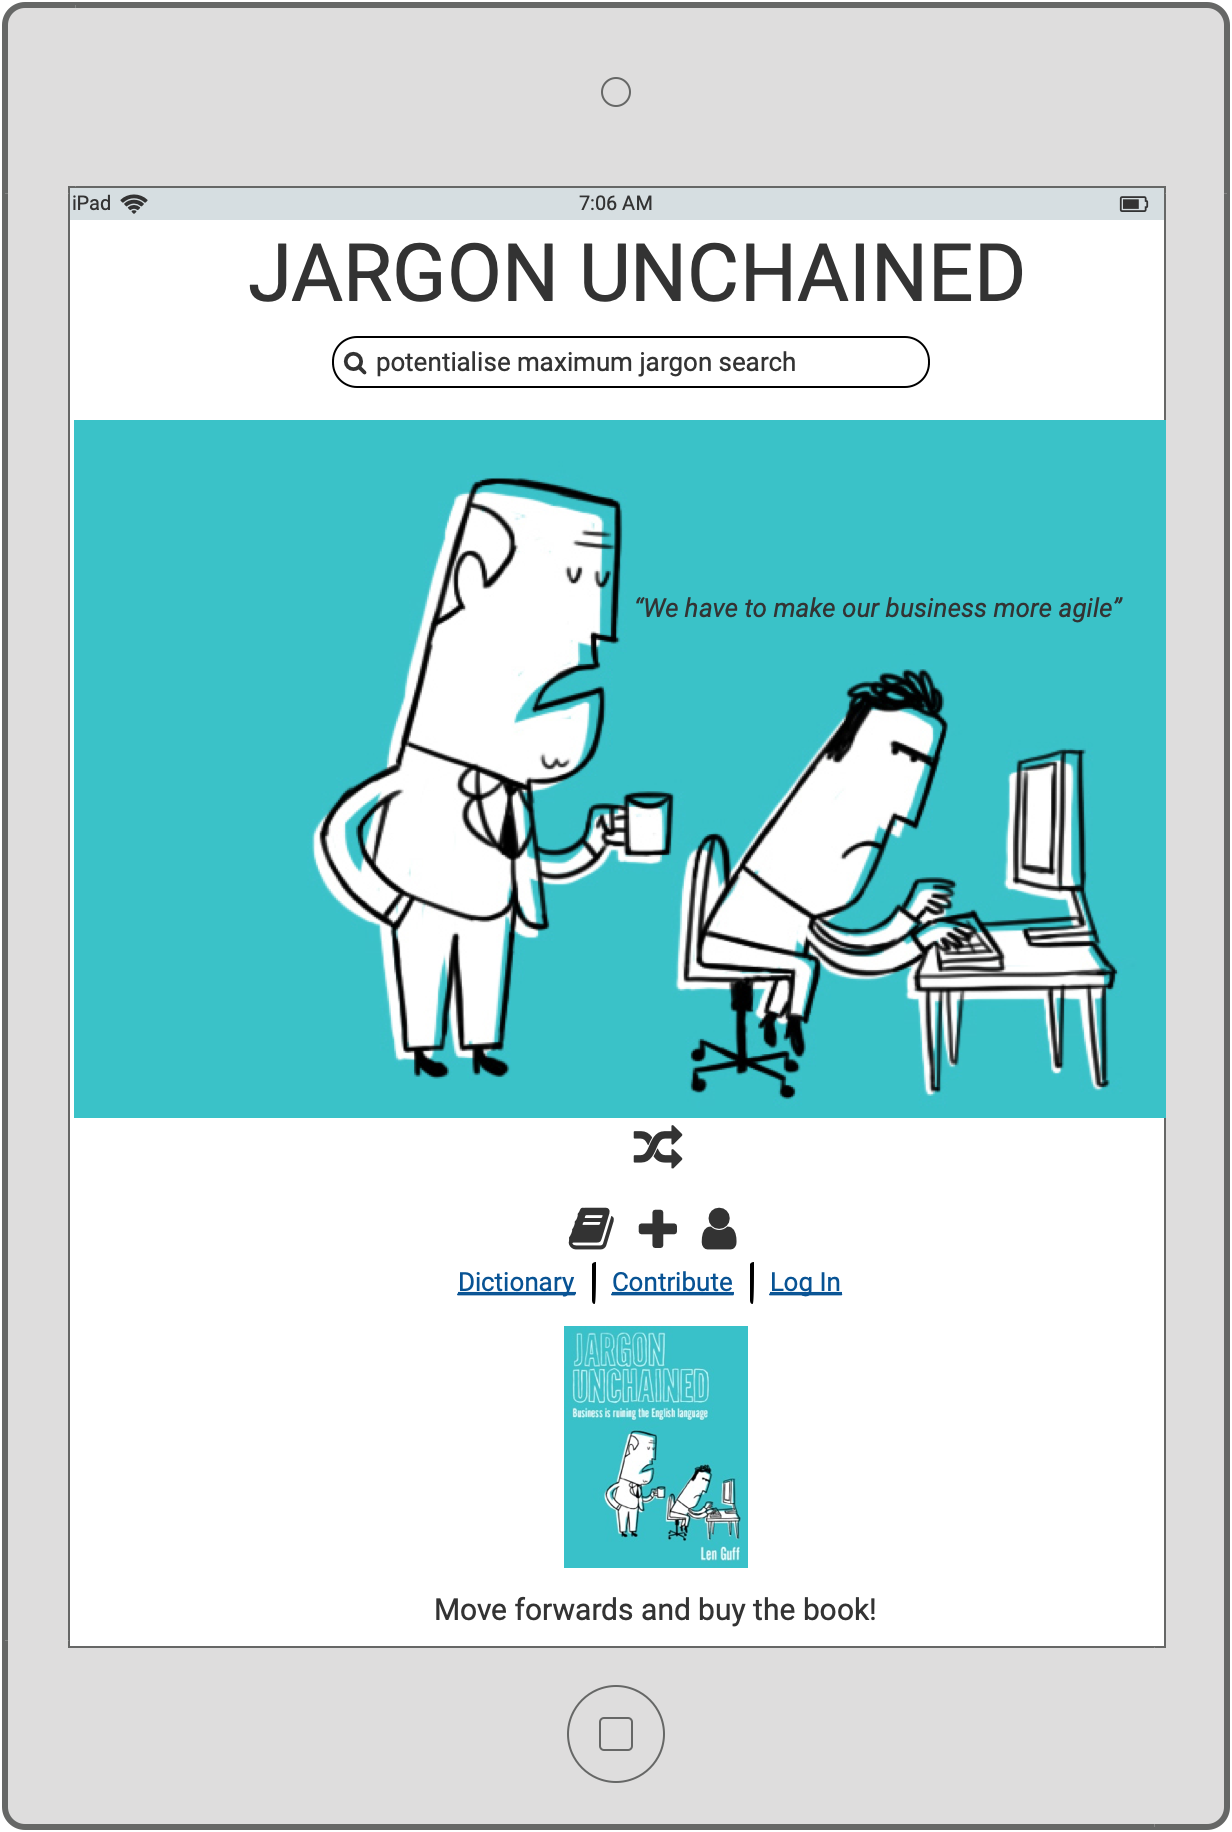 iPad
7:06 AM
JARGON UNCHAINED
potentialise maximum jargon search
“We have to make our business more agile”
Dictionary
Contribute
Log In
JARGON
UNCHAINED
Business is ruining the English language
Len Guff
Move forwards and buy the book!